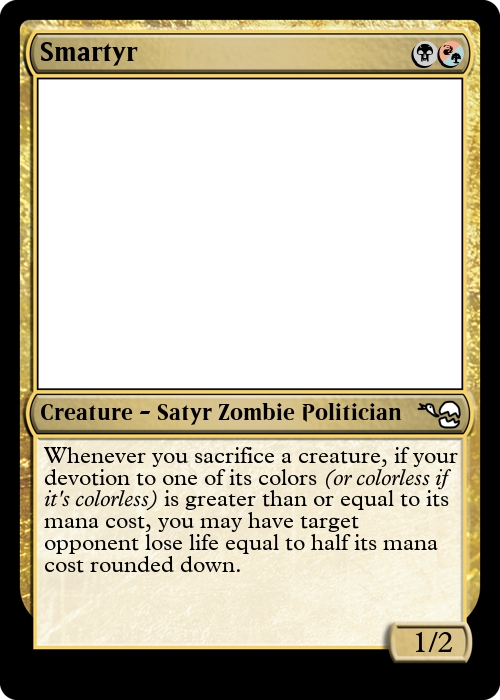 Smartyr
Creature – Satyr Zombie Politician
Whenever you sacrifice a creature, if your
devotion to one of its colors (or colorless if
it's colorless) is greater than or equal to its
mana cost, you may have target
opponent lose life equal to half its mana
cost rounded down.
1/2